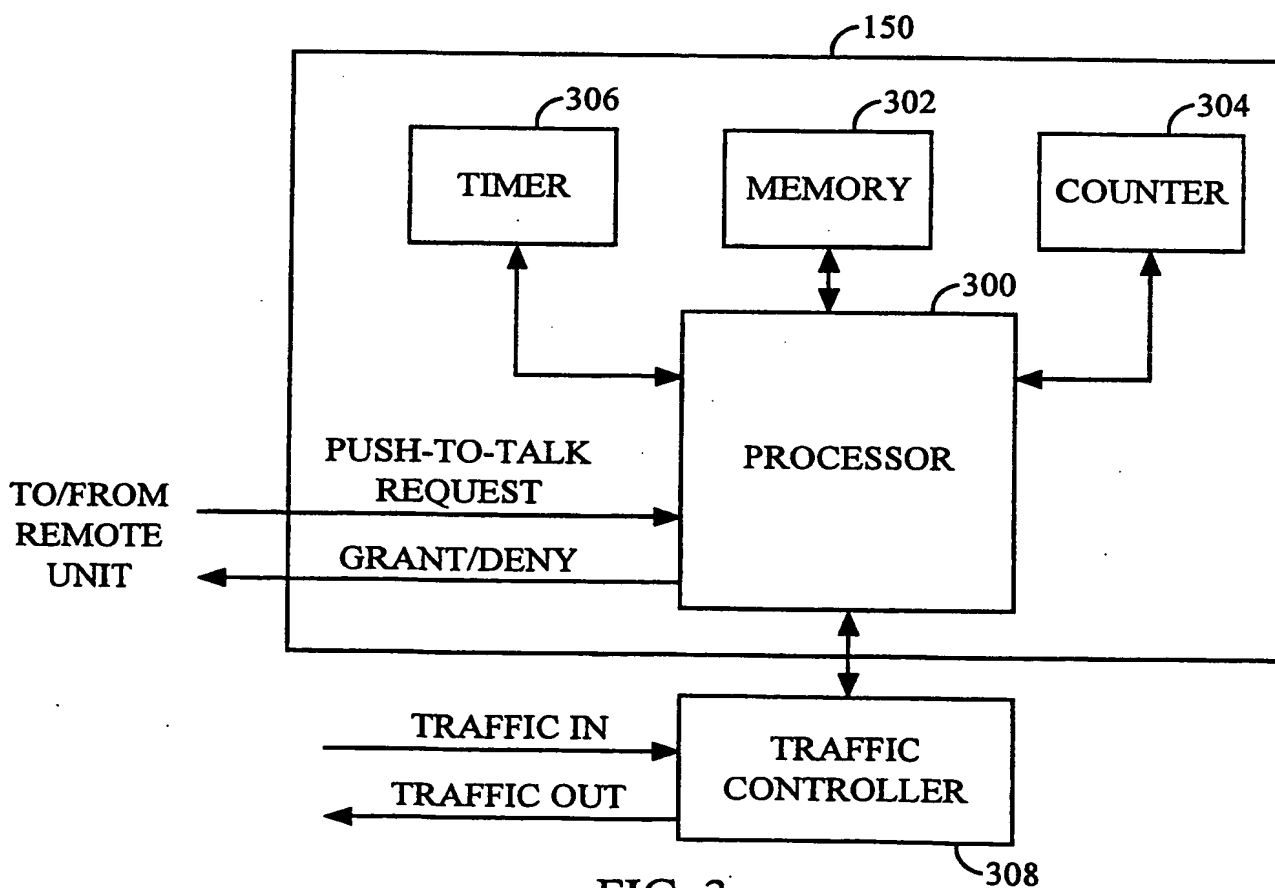 150
306
302
304
TIMER
MEMORY
COUNTER
300
PROCESSOR
PUSH-TO-TALK
REQUEST
TO/FROM
REMOTE
UNIT
GRANT/DENY
TRAFFIC IN
TRAFFIC OUT
TRAFFIC
CONTROLLER
308